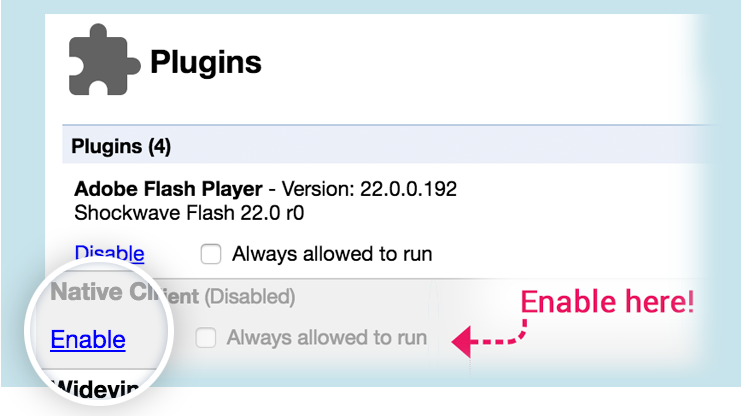 Plugins
Plugins (4)
Adobe Flash Player - Version: 22.0.0.192
Shockwave Flash 22.0 r0
Disable Always allowed to run
Native Client (Disabled)
Enable here!
Enable Always allowed to run